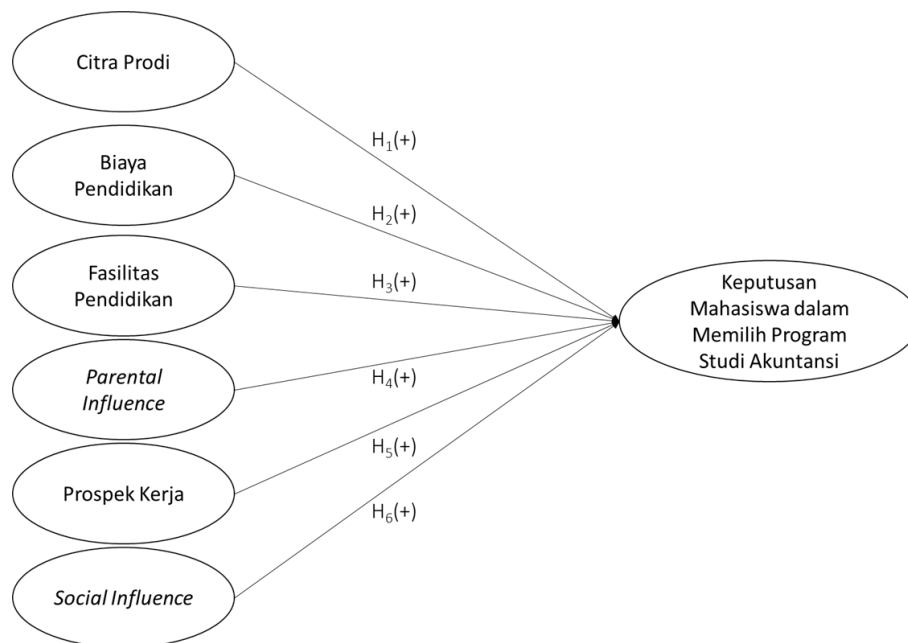 Citra Prodi
H₁(+)
Biaya
Pendidikan
H₂(+)
Fasilitas
Pendidikan
H₃(+)
Parental
Influence
H₄(+)
Prospek Kerja
H₅(+)
Social Influence
H₆(+)
Keputusan
Mahasiswa dalam
Memilih Program
Studi Akuntansi